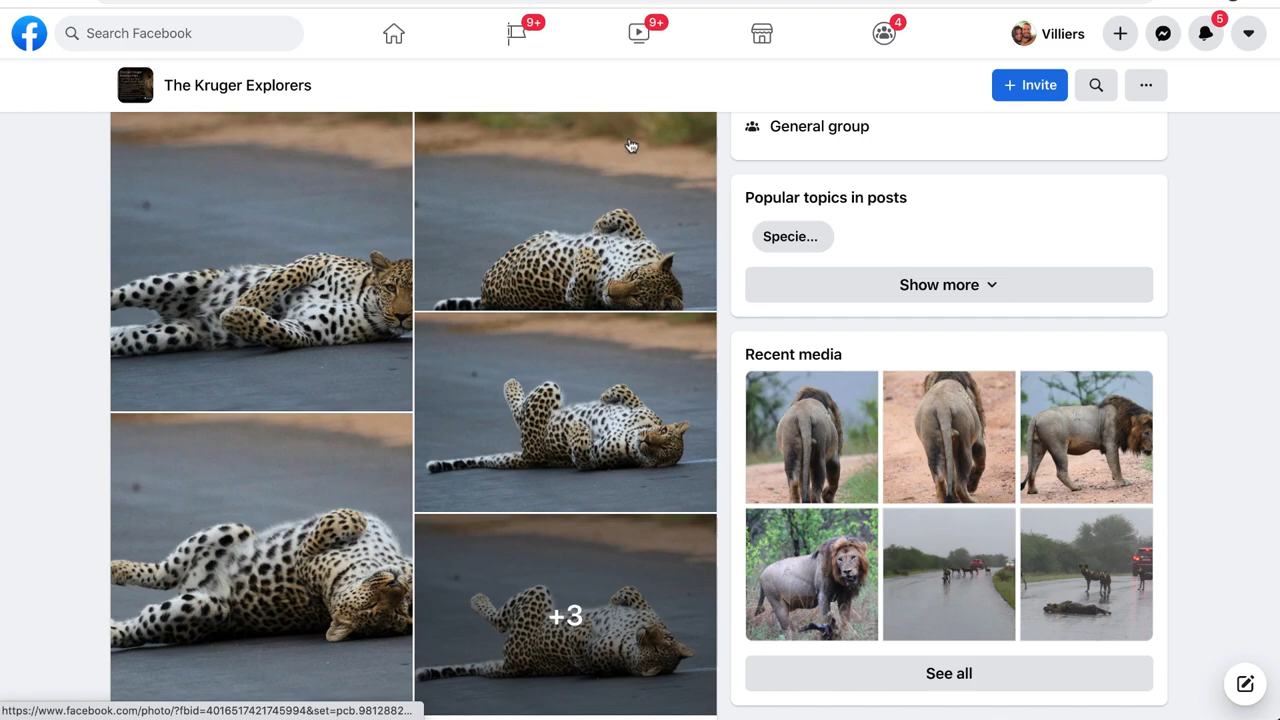 Search Facebook
9+
9+
4
Villiers
5
The Kruger Explorers
+ Invite
General group
Popular topics in posts
Specie...
Show more
Recent media
+3
See all
https://www.facebook.com/photo/?fbid=4016517421745994&set=pcb.9812882...